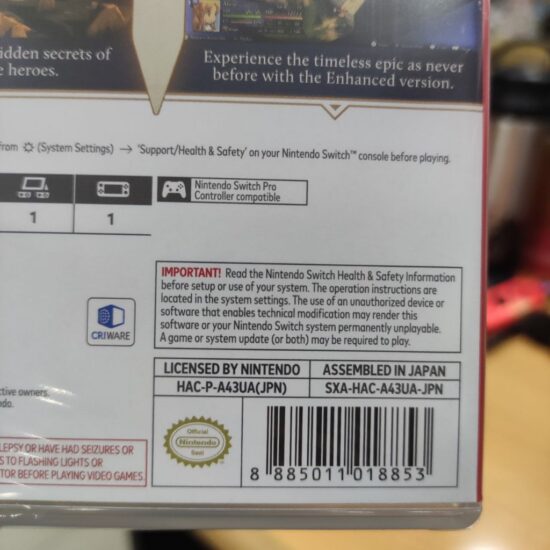 idden secrets of
e heroes.
Experience the timeless epic as never
before with the Enhanced version.
from (System Settings) → 'Support/Health & Safety' on your Nintendo Switch™ console before playing.
Nintendo Switch Pro
Controller compatible
1
1
IMPORTANT! Read the Nintendo Switch Health & Safety Information
before setup or use of your system. The operation instructions are
located in the system settings. The use of an unauthorized device or
software that enables technical modification may render this
software or your Nintendo Switch system permanently unplayable.
A game or system update (or both) may be required to play.
CRIWARE
LICENSED BY NINTENDO
ASSEMBLED IN JAPAN
HAC-P-A43UA(JPN)
SXA-HAC-A43UA-JPN
ctive owners.
ndo.
Official
Nintendo
Seal
LEPSY OR HAVE HAD SEIZURES OR
S TO FLASHING LIGHTS OR
TOR BEFORE PLAYING VIDEO GAMES.
8 885011 018853